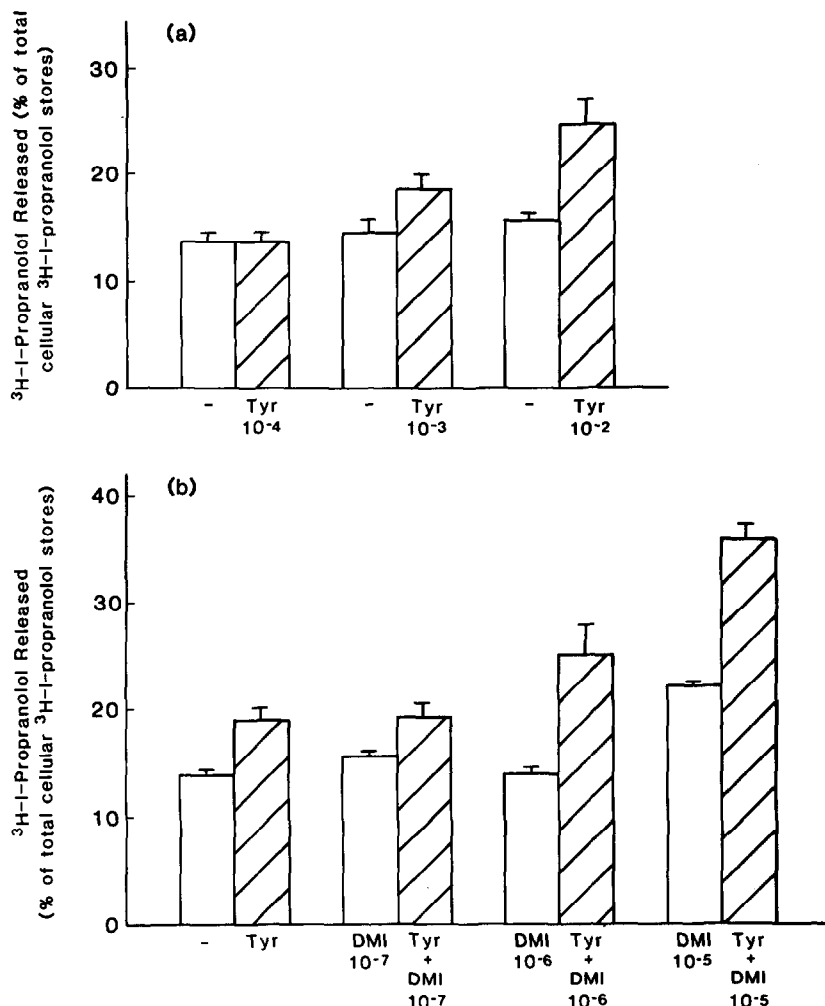 (a)
³H-l-Propranolol Released (% of total
cellular ³H-l-propranolol stores)
30
20
10
0
- Tyr - Tyr - Tyr
10-4 10-3 10-2
(b)
³H-l-Propranolol Released
(% of total cellular ³H-l-propranolol stores)
40
30
20
10
0
- Tyr DMI Tyr DMI Tyr DMI Tyr
10-7 + 10-6 + 10-5 +
DMI DMI DMI
10-7 10-6 10-5